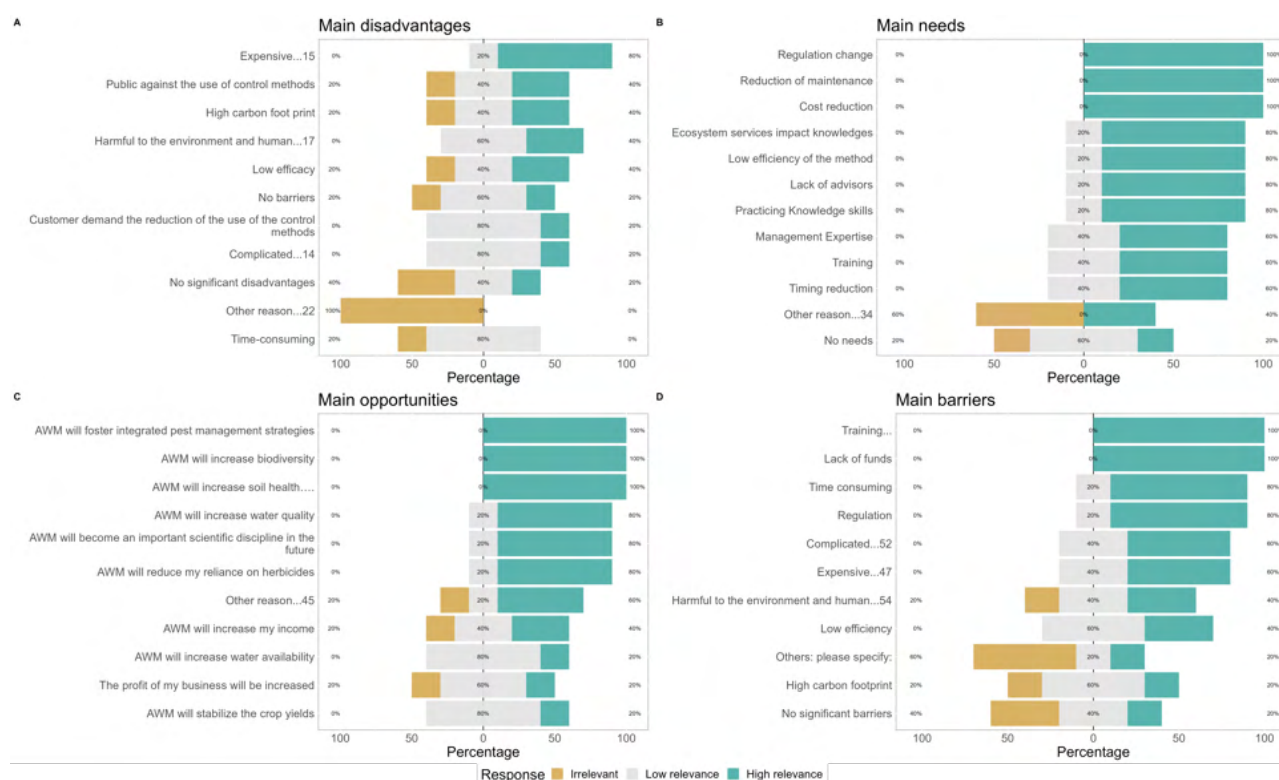 A
Main disadvantages
Expensive...15 0% 20% 80%
Public against the use of control methods 20% 40% 40%
High carbon foot print 20% 40% 40%
Harmful to the environment and human...17 0% 60% 40%
Low efficacy 20% 40% 40%
No barriers 20% 60% 20%
Customer demand the reduction of the use of the control
methods 0% 80% 20%
Complicated...14 0% 80% 20%
No significant disadvantages 40% 40% 20%
Other reason...22 100% 0% 0%
Time-consuming 20% 80% 0%
100 50 0 50 100
Percentage
B
Main needs
Regulation change 0% 0% 100%
Reduction of maintenance 0% 0% 100%
Cost reduction 0% 0% 100%
Ecosystem services impact knowledges 0% 20% 80%
Low efficiency of the method 0% 20% 80%
Lack of advisors 0% 20% 80%
Practicing Knowledge skills 0% 20% 80%
Management Expertise 0% 40% 60%
Training 0% 40% 60%
Timing reduction 0% 40% 60%
Other reason...34 60% 0% 40%
No needs 20% 60% 20%
100 50 0 50 100
Percentage
C
Main opportunities
AWM will foster integrated pest management strategies 0% 0% 100%
AWM will increase biodiversity 0% 0% 100%
AWM will increase soil health.... 0% 0% 100%
AWM will increase water quality 0% 20% 80%
AWM will become an important scientific discipline in the
future 0% 20% 80%
AWM will reduce my reliance on herbicides 0% 20% 80%
Other reason...45 20% 20% 60%
AWM will increase my income 20% 40% 40%
AWM will increase water availability 0% 80% 20%
The profit of my business will be increased 20% 60% 20%
AWM will stabilize the crop yields 0% 80% 20%
100 50 0 50 100
Percentage
D
Main barriers
Training... 0% 0% 100%
Lack of funds 0% 0% 100%
Time consuming 0% 20% 80%
Regulation 0% 20% 80%
Complicated...52 0% 40% 60%
Expensive...47 0% 40% 60%
Harmful to the environment and human...54 20% 40% 40%
Low efficiency 0% 60% 40%
Others: please specify: 60% 20% 20%
High carbon footprint 20% 60% 20%
No significant barriers 40% 40% 20%
100 50 0 50 100
Percentage
Response Irrelevant Low relevance High relevance